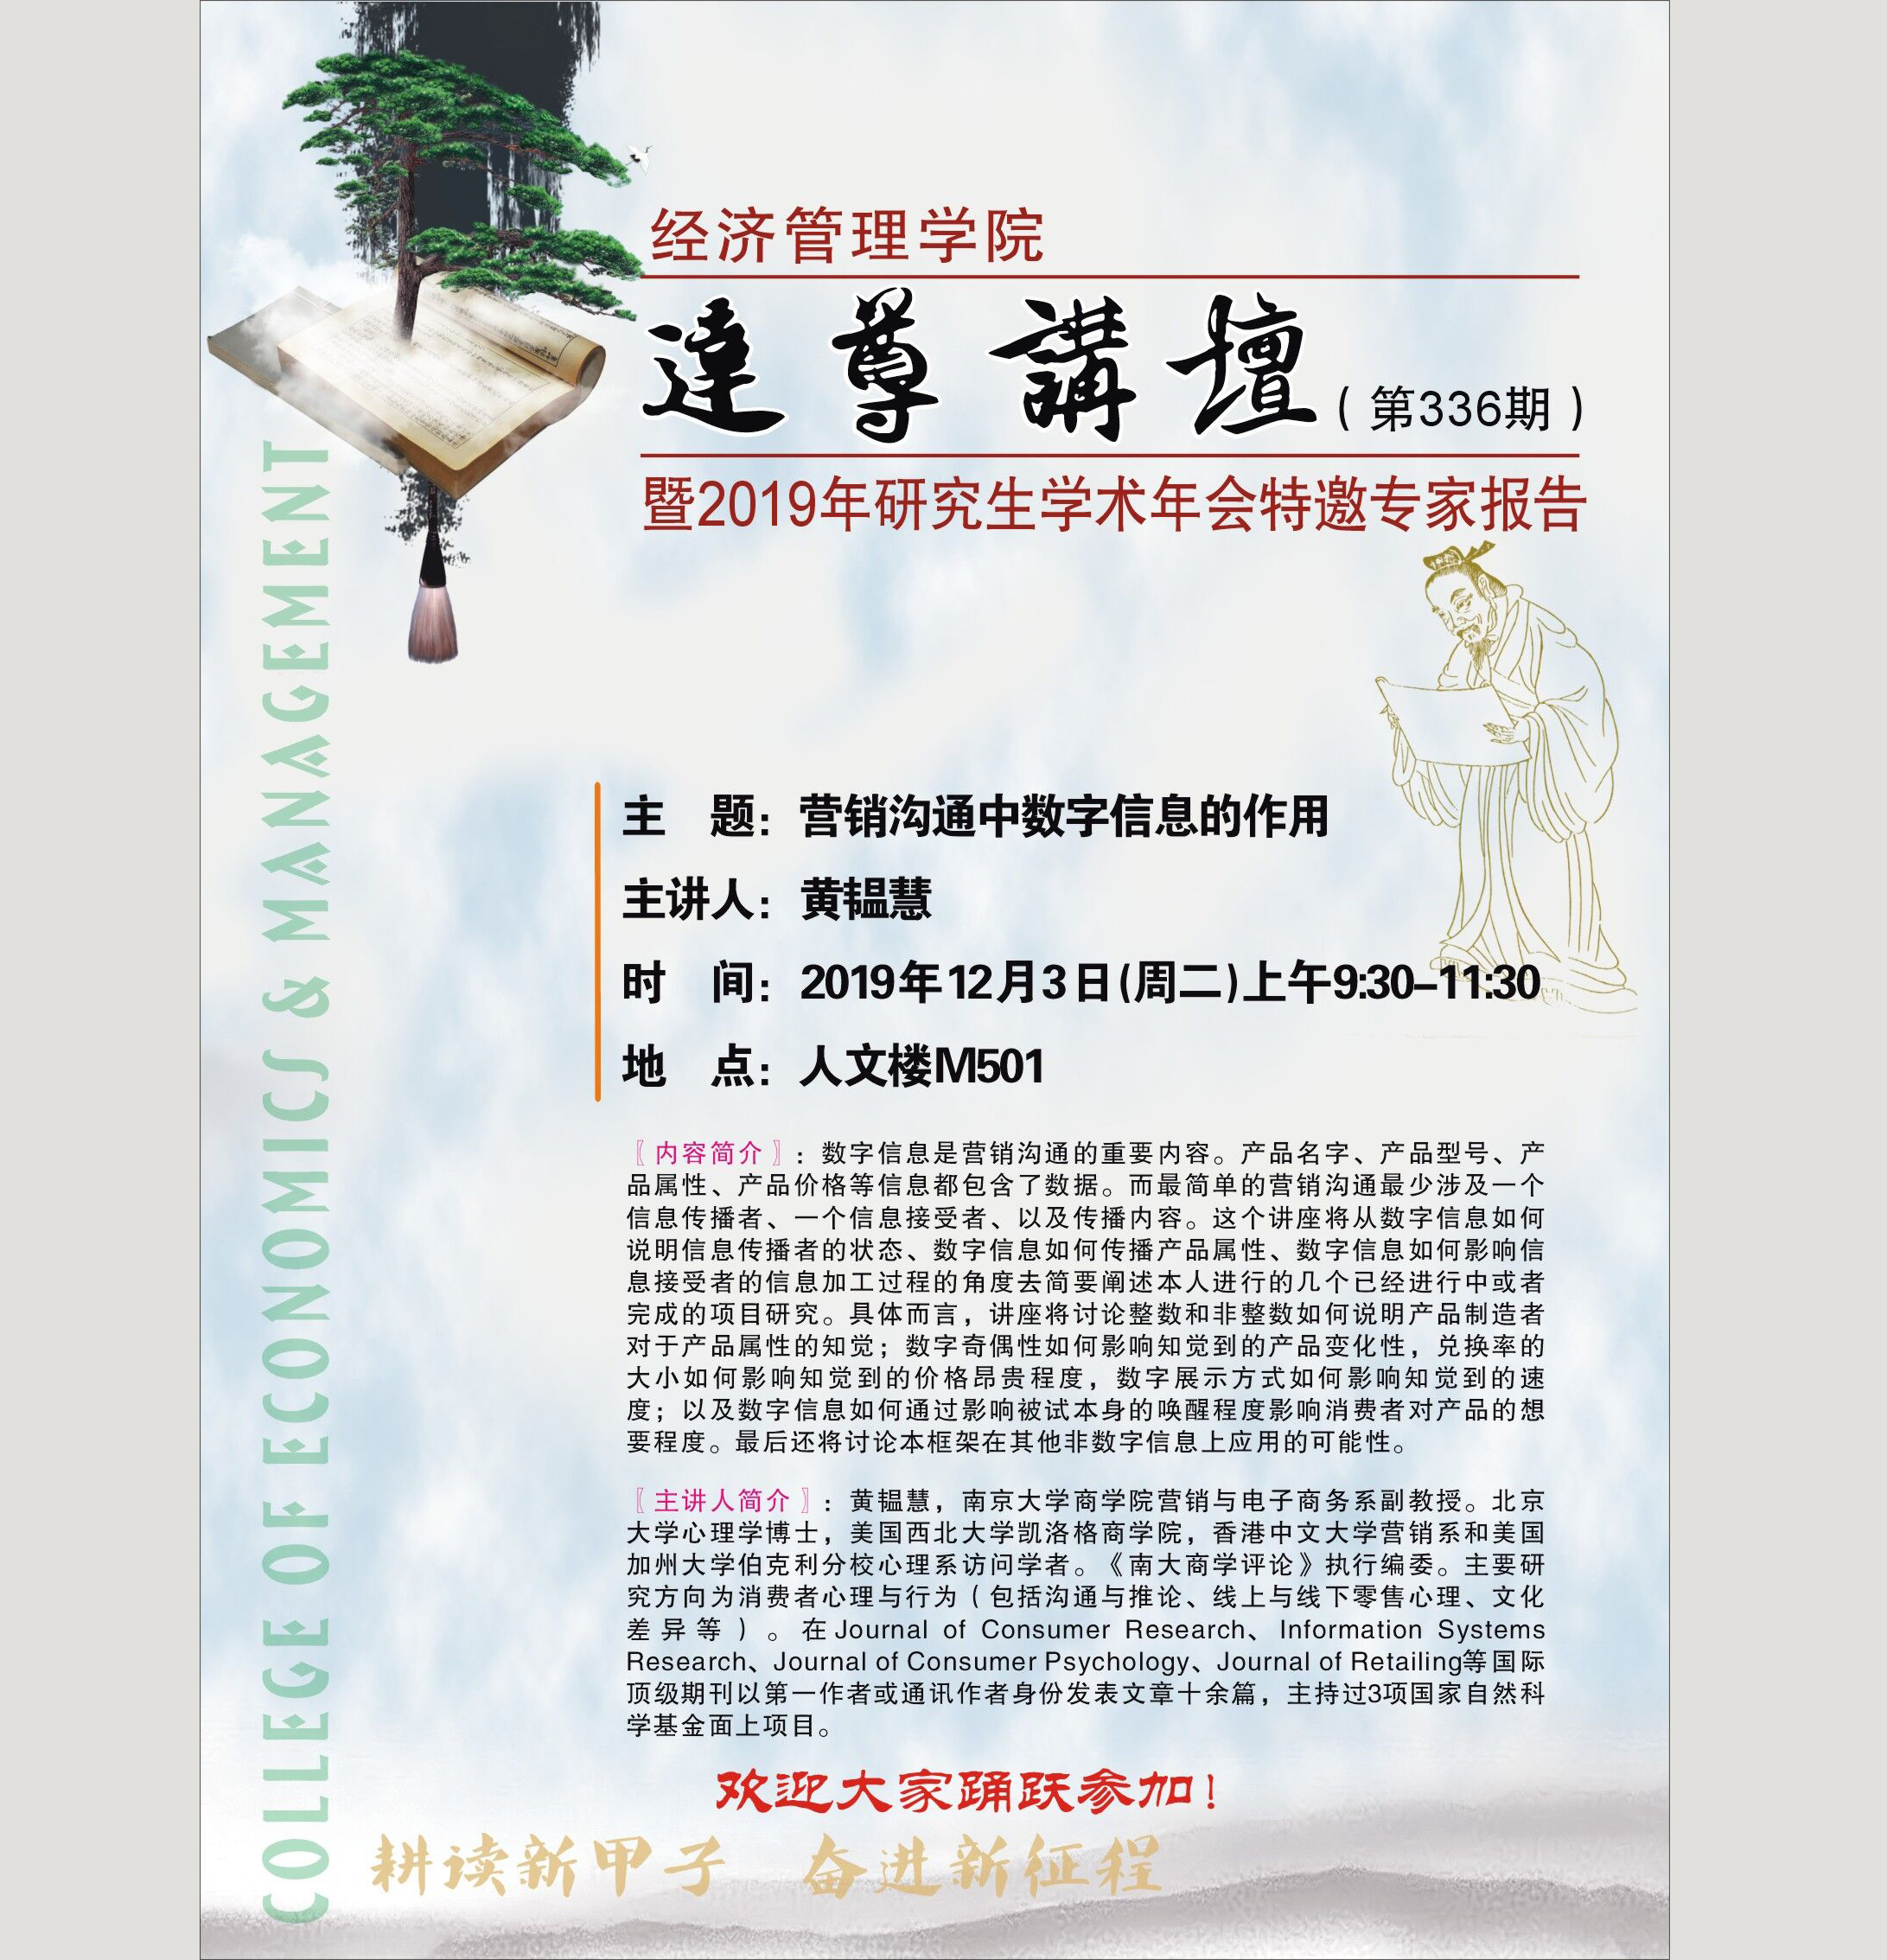 经济管理学院
達尊講壇（第336期）
暨2019年研究生学术年会特邀专家报告
COLLEGE OF ECONOMICS & MANAGEMENT
主 题：营销沟通中数字信息的作用
主讲人：黄韫慧
时 间：2019年12月3日(周二)上午9:30-11:30
地 点：人文楼M501
〖内容简介〗：数字信息是营销沟通的重要内容。产品名字、产品型号、产
品属性、产品价格等信息都包含了数据。而最简单的营销沟通最少涉及一个
信息传播者、一个信息接受者、以及传播内容。这个讲座将从数字信息如何
说明信息传播者的状态、数字信息如何传播产品属性、数字信息如何影响信
息接受者的信息加工过程的角度去简要阐述本人进行的几个已经进行中或者
完成的项目研究。具体而言，讲座将讨论整数和非整数如何说明产品制造者
对于产品属性的知觉；数字奇偶性如何影响知觉到的产品变化性，兑换率的
大小如何影响知觉到的价格昂贵程度，数字展示方式如何影响知觉到的速
度；以及数字信息如何通过影响被试本身的唤醒程度影响消费者对产品的想
要程度。最后还将讨论本框架在其他非数字信息上应用的可能性。
〖主讲人简介〗：黄韫慧，南京大学商学院营销与电子商务系副教授。北京
大学心理学博士，美国西北大学凯洛格商学院，香港中文大学营销系和美国
加州大学伯克利分校心理系访问学者。《南大商学评论》执行编委。主要研
究方向为消费者心理与行为（包括沟通与推论、线上与线下零售心理、文化
差异等）。在Journal of Consumer Research、Information Systems
Research、Journal of Consumer Psychology、Journal of Retailing等国际
顶级期刊以第一作者或通讯作者身份发表文章十余篇，主持过3项国家自然科
学基金面上项目。
欢迎大家踊跃参加！
耕读新甲子 奋进新征程